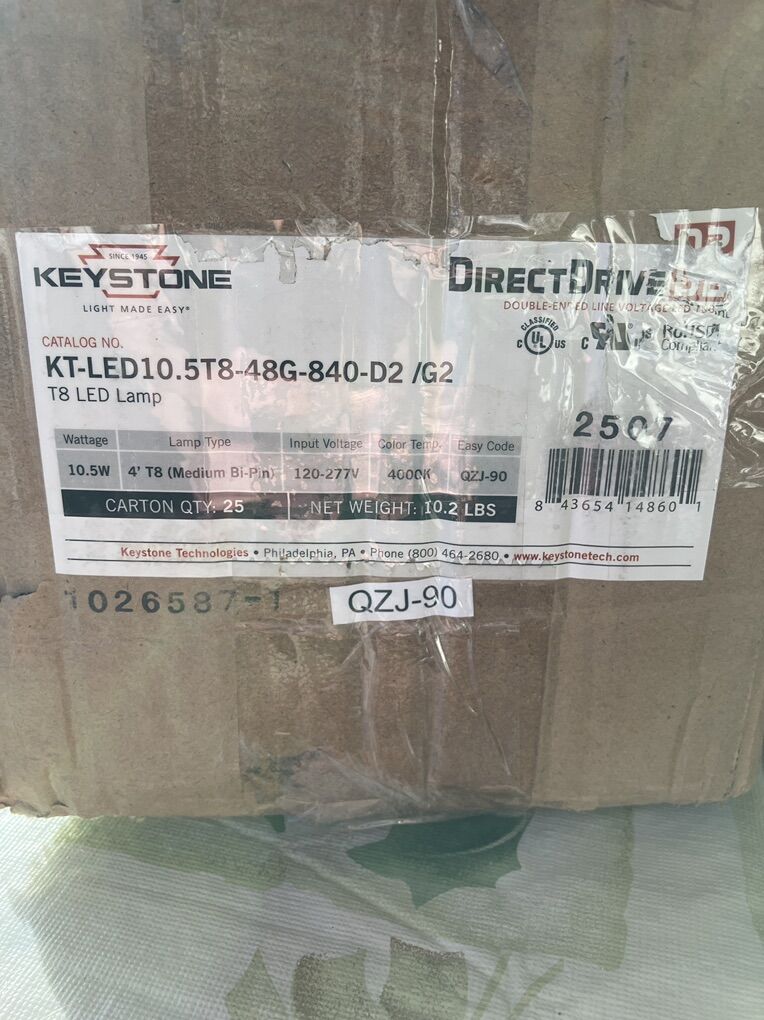 SINCE 1945
KEYSTONE
LIGHT MADE EASY®
DIRECTDRIVE
DOUBLE-ENDED LINE VOLTAGE
CLASSIFIED
C UL US
RoHS
Compliant
CATALOG NO.
KT-LED10.5T8-48G-840-D2 /G2
T8 LED Lamp
2507
Wattage Lamp Type Input Voltage Color Temp. Easy Code
10.5W 4' T8 (Medium Bi-Pin) 120-277V 4000K QZJ-90
CARTON QTY: 25 NET WEIGHT: 10.2 LBS
8 43654 14860 1
Keystone Technologies • Philadelphia, PA • Phone (800) 464-2680 • www.keystonetech.com
1026587-1
QZJ-90